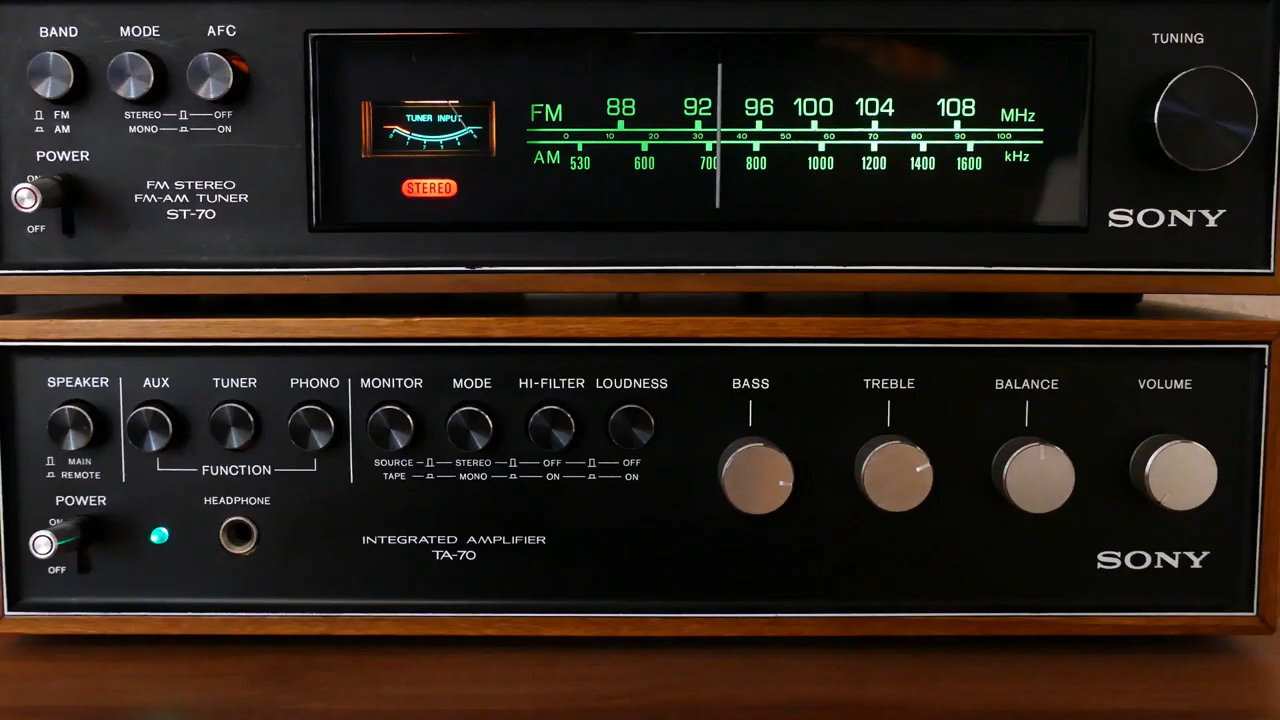 BAND MODE AFC
TUNING
FM 88 92 96 100 104 108 MHz
TUNER INPUT
0 10 20 30 40 50 60 70 80 90 100
AM 530 600 700 800 1000 1200 1400 1600 kHz
FM STEREO OFF
AM MONO ON
POWER
ON
OFF
STEREO
FM STEREO
FM-AM TUNER
ST-70
SONY
SPEAKER AUX TUNER PHONO MONITOR MODE HI-FILTER LOUDNESS BASS TREBLE BALANCE VOLUME
MAIN
REMOTE
FUNCTION
SOURCE STEREO OFF OFF
TAPE MONO ON ON
POWER
ON
OFF
HEADPHONE
INTEGRATED AMPLIFIER
TA-70
SONY